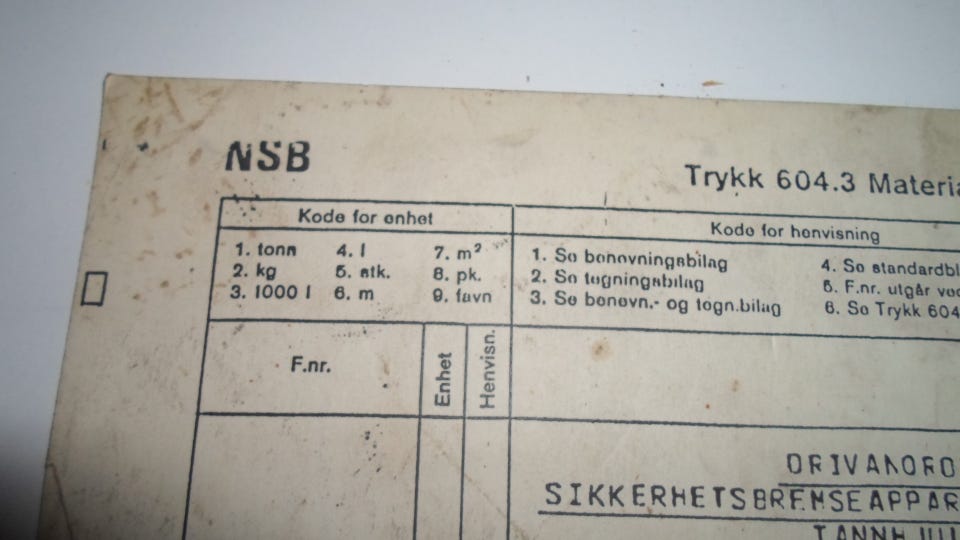 NSB
Trykk 604.3 Materia
Kode for enhet
1. tonn 4. l 7. m²
2. kg 5. stk. 8. pk.
3. 1000 l 6. m 9. favn
Kode for henvisning
1. Se benevningsbilag
2. Se tegningsbilag
3. Se benevn.- og tegn.bilag
4. Se standardbl
5. F.nr. utgår ved
6. Se Trykk 604
F.nr.
Enhet
Henvisn.
DRIVANORD
SIKKERHETSBREMSEAPPAR
TANNHJUL